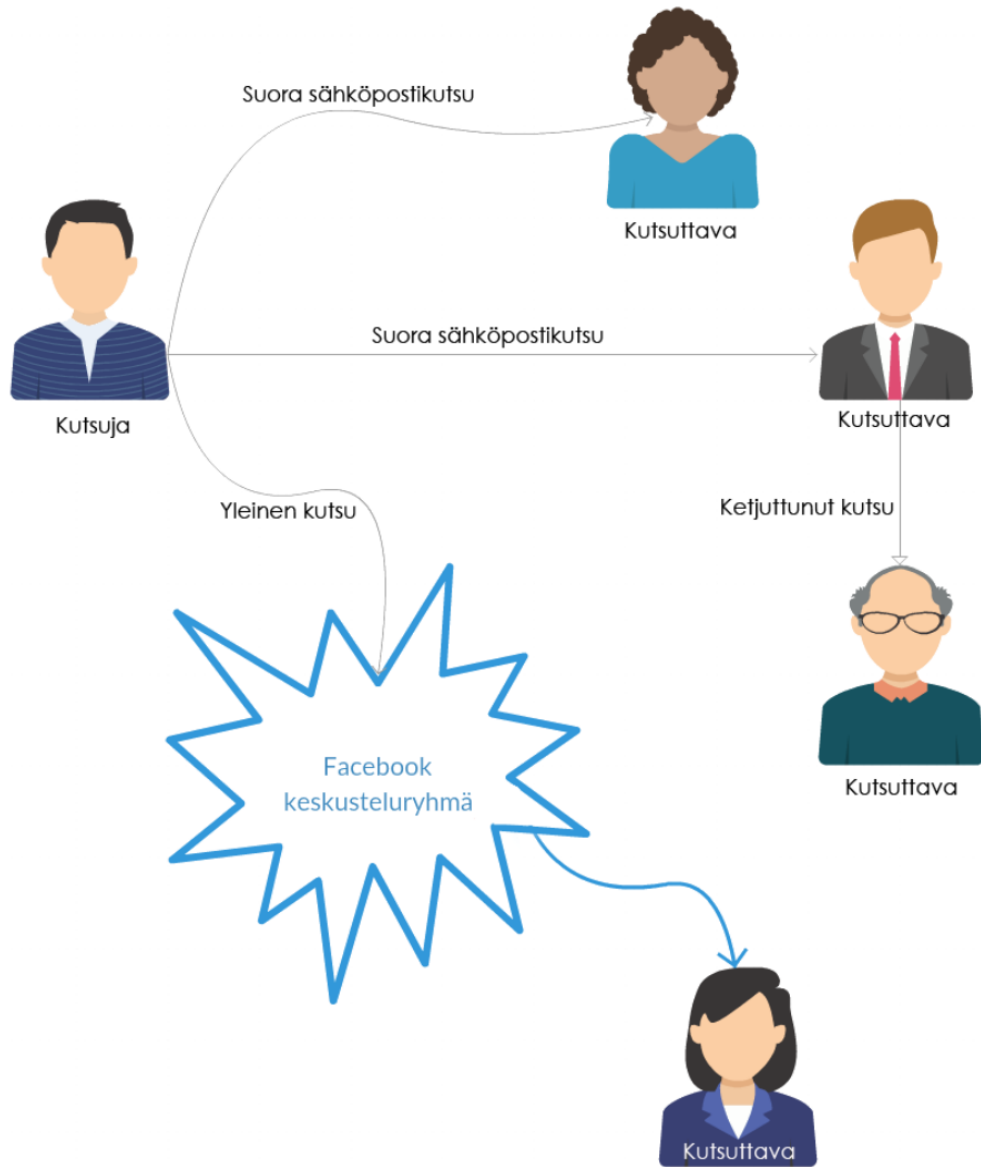 Suora sähköpostikutsu
Kutsuttava
Suora sähköpostikutsu
Kutsuja
Kutsuttava
Yleinen kutsu
Ketjuttunut kutsu
Facebook
keskusteluryhmä
Kutsuttava
Kutsuttava